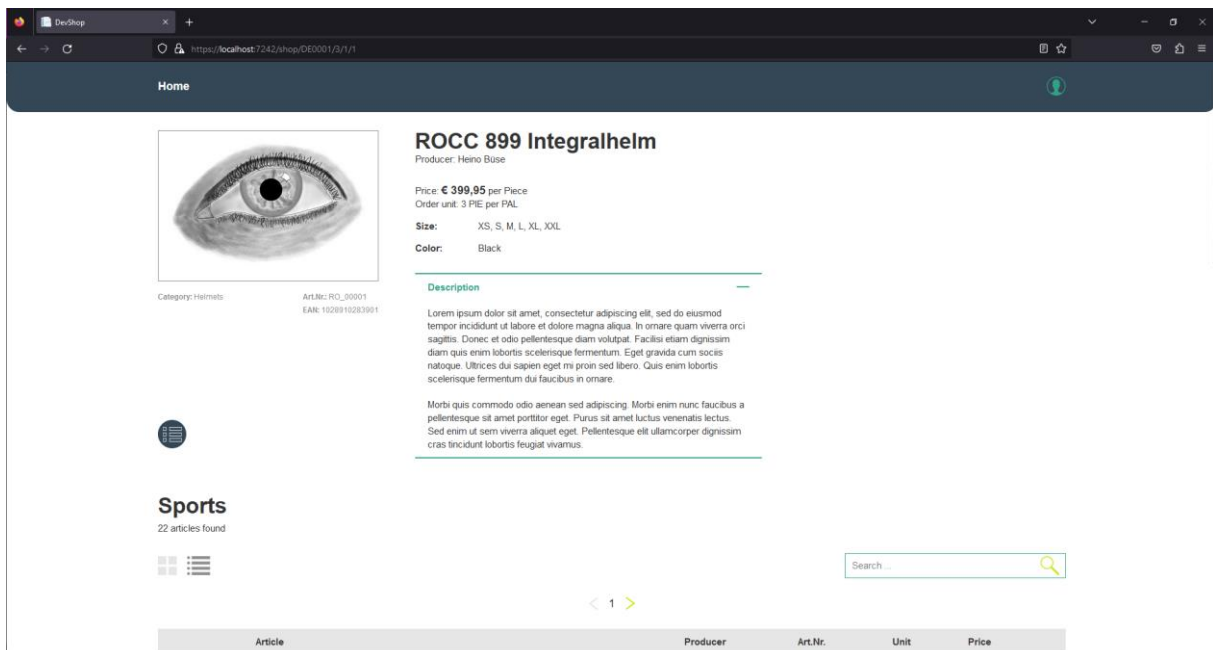 DevShop
https://localhost:7242/shop/DE0001/3/1/1
Home
ROCC 899 Integralhelm
Producer: Heino Büse
Price: € 399,95 per Piece
Order unit: 3 PIE per PAL
Size: XS, S, M, L, XL, XXL
Color: Black
Category: Helmets
Art.Nr.: RO_00001
EAN: 1028910283901
Description
Lorem ipsum dolor sit amet, consectetur adipiscing elit, sed do eiusmod
tempor incididunt ut labore et dolore magna aliqua. In ornare quam viverra orci
sagittis. Donec et odio pellentesque diam volutpat. Facilisi etiam dignissim
diam quis enim lobortis scelerisque fermentum. Eget gravida cum sociis
natoque. Ultrices dui sapien eget mi proin sed libero. Quis enim lobortis
scelerisque fermentum dui faucibus in ornare.
Morbi quis commodo odio aenean sed adipiscing. Morbi enim nunc faucibus a
pellentesque sit amet porttitor eget. Purus sit amet luctus venenatis lectus.
Sed enim ut sem viverra aliquet eget. Pellentesque elit ullamcorper dignissim
cras tincidunt lobortis feugiat vivamus.
Sports
22 articles found
Search ...
1
Article Producer Art.Nr. Unit Price